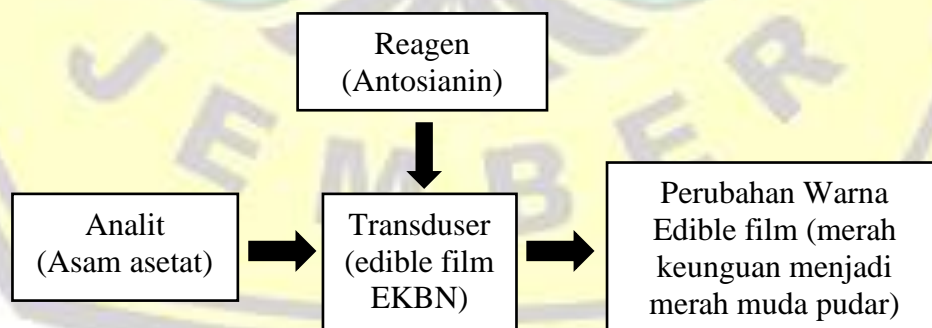 Reagen
(Antosianin)
Analit
(Asam asetat)
Transduser
(edible film
EKBN)
Perubahan Warna
Edible film (merah
keunguan menjadi
merah muda pudar)
JEMBER